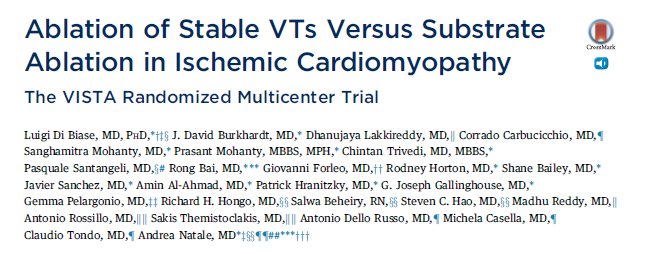 Ablation of Stable VTs Versus Substrate
Ablation in Ischemic Cardiomyopathy
CrossMark
The VISTA Randomized Multicenter Trial
Luigi Di Biase, MD, PHD,*†‡§ J. David Burkhardt, MD,* Dhanujaya Lakkireddy, MD,‖ Corrado Carbucicchio, MD,¶
Sanghamitra Mohanty, MD,* Prasant Mohanty, MBBS, MPH,* Chintan Trivedi, MD, MBBS,*
Pasquale Santangeli, MD,§# Rong Bai, MD,*** Giovanni Forleo, MD,†† Rodney Horton, MD,* Shane Bailey, MD,*
Javier Sanchez, MD,* Amin Al-Ahmad, MD,* Patrick Hranitzky, MD,* G. Joseph Gallinghouse, MD,*
Gemma Pelargonio, MD,‡‡ Richard H. Hongo, MD,§§ Salwa Beheiry, RN,§§ Steven C. Hao, MD,§§ Madhu Reddy, MD,‖
Antonio Rossillo, MD,‖‖ Sakis Themistoclakis, MD,‖‖ Antonio Dello Russo, MD,¶ Michela Casella, MD,¶
Claudio Tondo, MD,¶ Andrea Natale, MD*‡§§¶¶##***†††